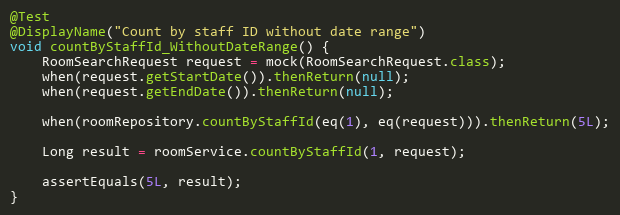 @Test
@DisplayName("Count by staff ID without date range")
void countByStaffId_WithoutDateRange() {
    RoomSearchRequest request = mock(RoomSearchRequest.class);
    when(request.getStartDate()).thenReturn(null);
    when(request.getEndDate()).thenReturn(null);

    when(roomRepository.countByStaffId(eq(1), eq(request))).thenReturn(5L);

    Long result = roomService.countByStaffId(1, request);

    assertEquals(5L, result);
}